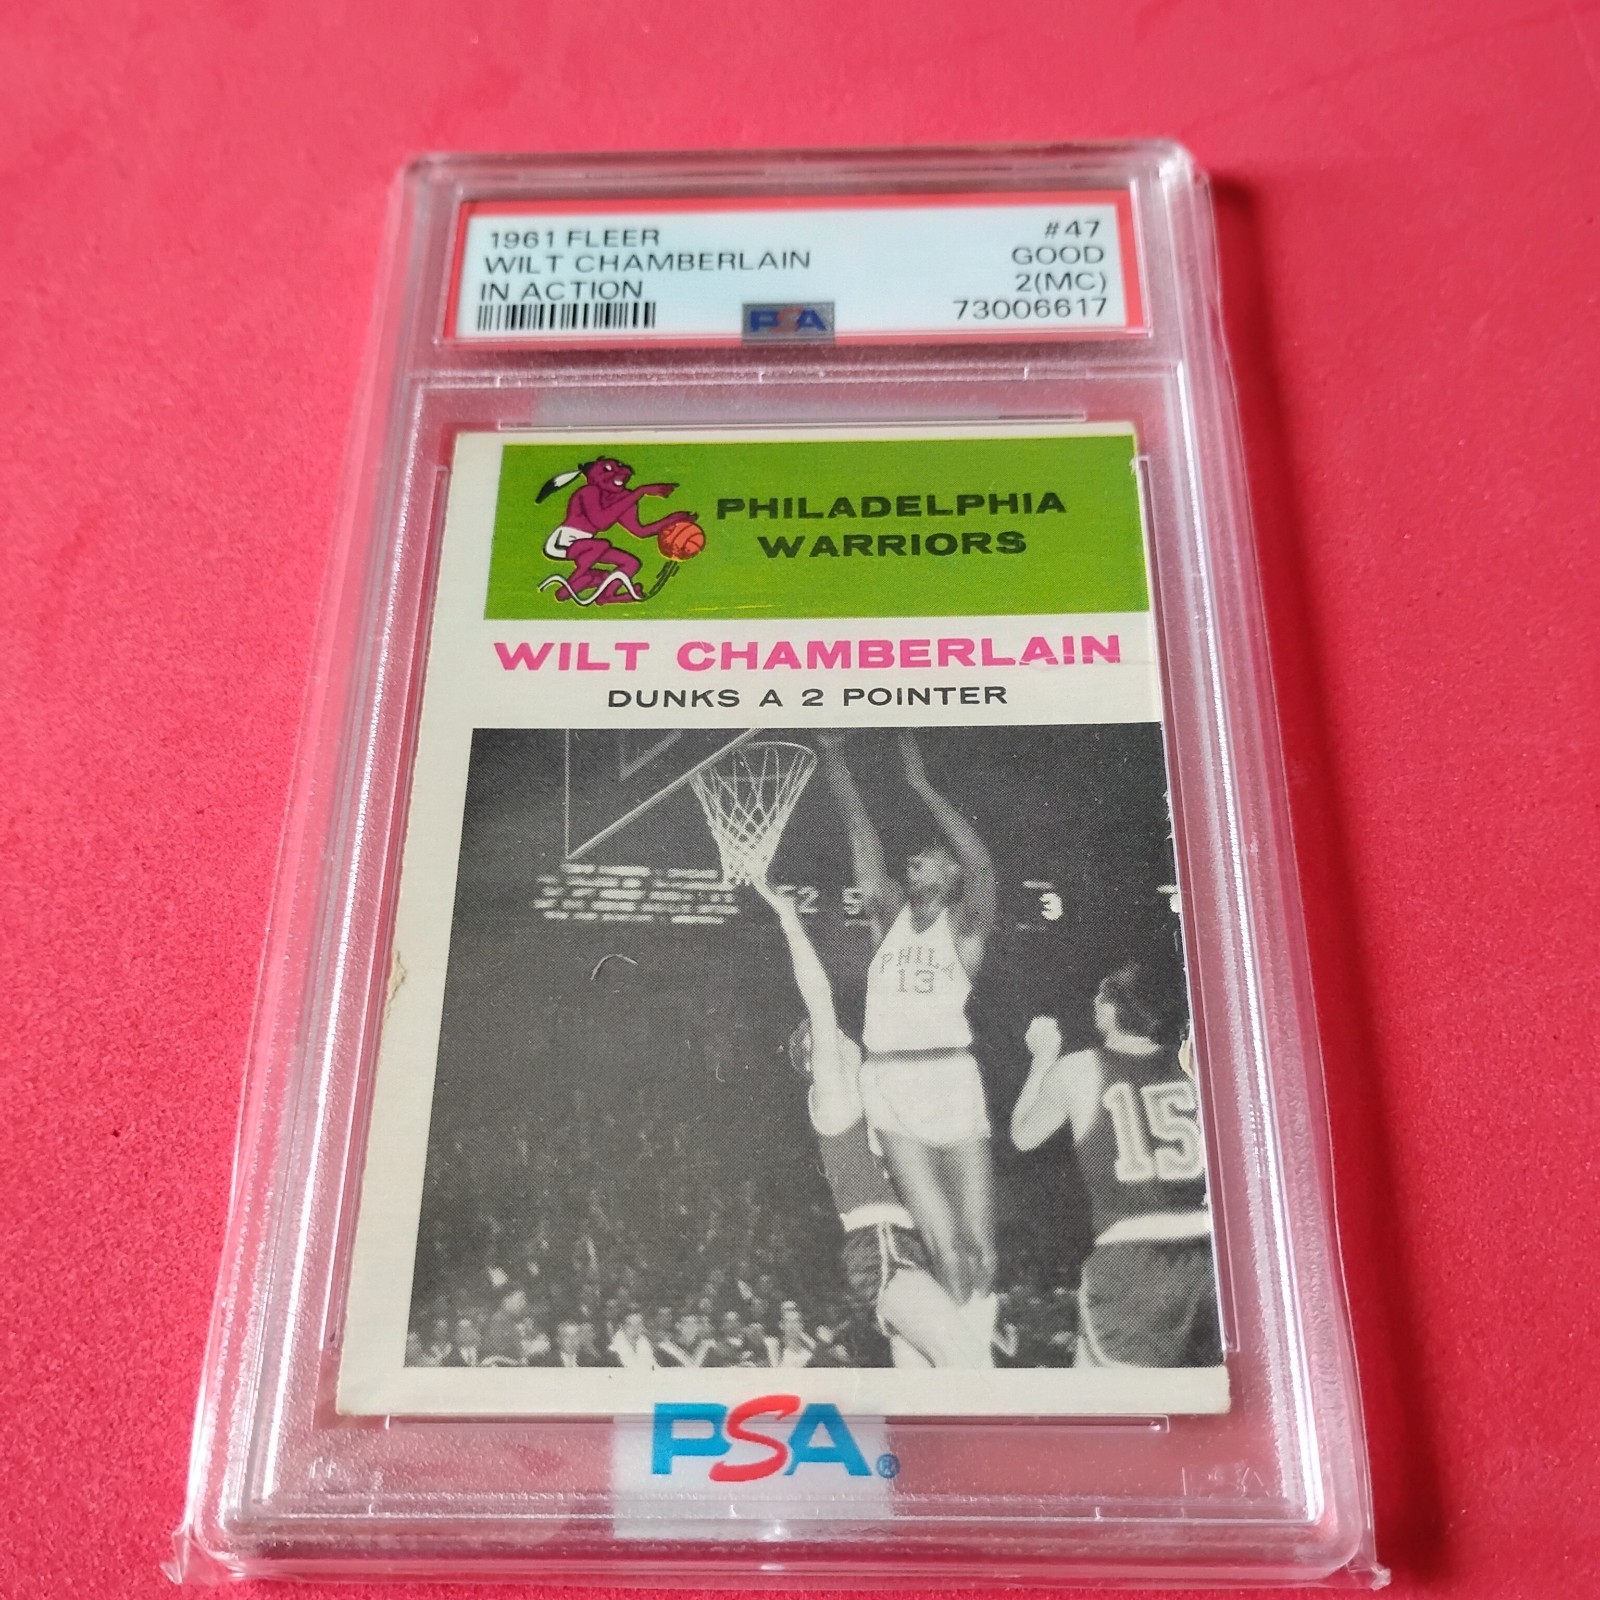 1961 FLEER
WILT CHAMBERLAIN
IN ACTION
#47
GOOD
2(MC)
73006617
PSA
PHILADELPHIA
WARRIORS
WILT CHAMBERLAIN
DUNKS A 2 POINTER
3
PHILA
13
15
PSA®